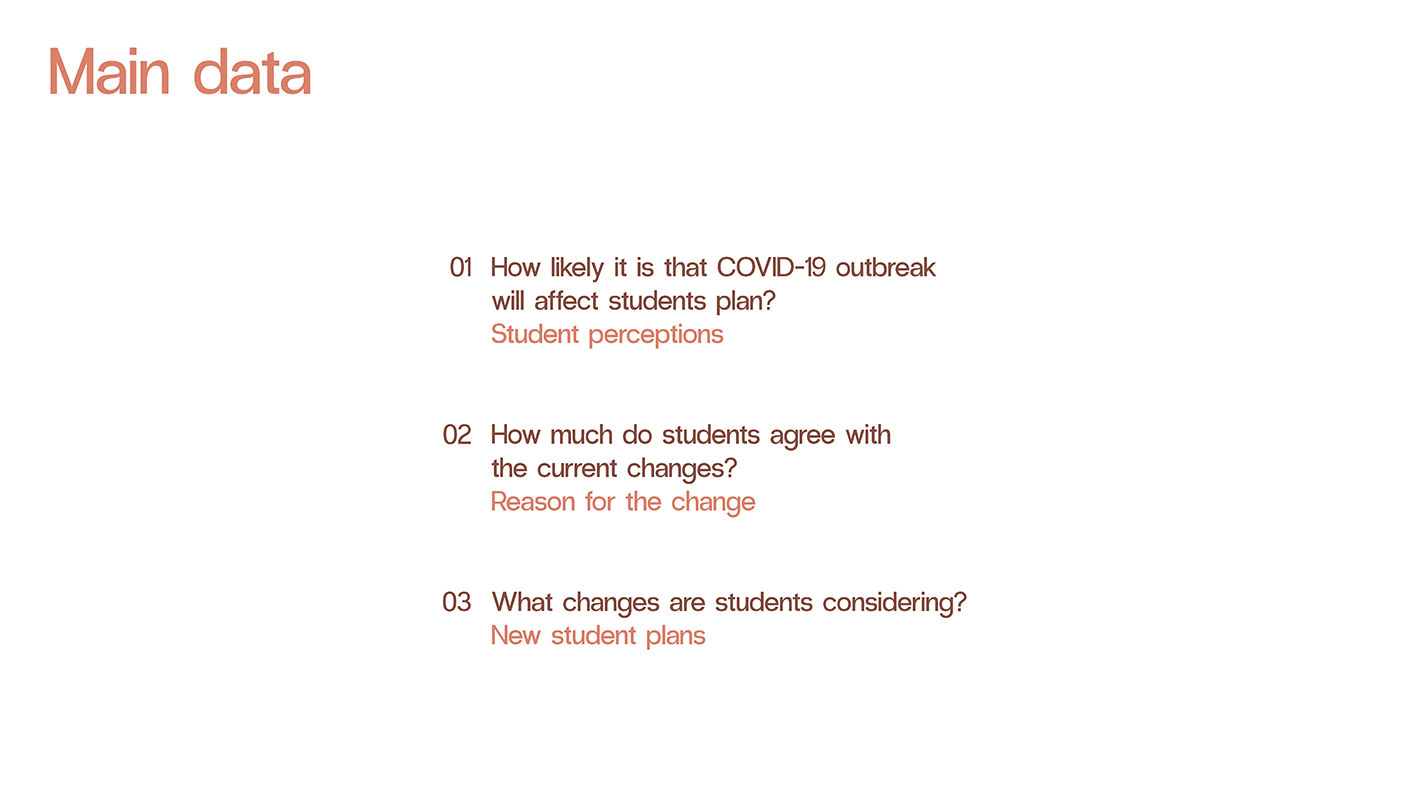 Main data
01 How likely it is that COVID-19 outbreak
will affect students plan?
Student perceptions
02 How much do students agree with
the current changes?
Reason for the change
03 What changes are students considering?
New student plans